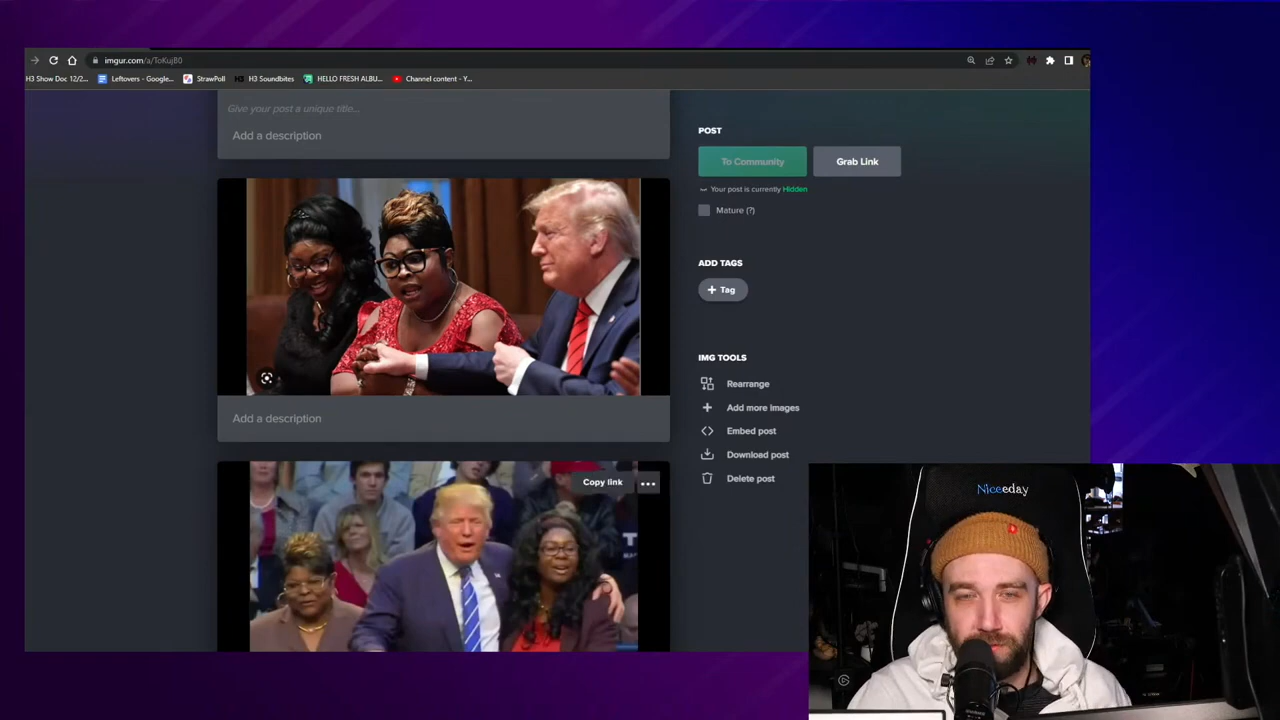 imgur.com/a/ToKujB0
H3 Show Doc 12/2...
Leftovers - Google...
StrawPoll
H3 Soundbites
HELLO FRESH ALBU...
Channel content - Y...
Give your post a unique title...
Add a description
POST
To Community
Grab Link
Your post is currently Hidden
Mature (?)
ADD TAGS
+ Tag
IMG TOOLS
Rearrange
Add more images
Embed post
Download post
Delete post
Add a description
Copy link
Niceeday